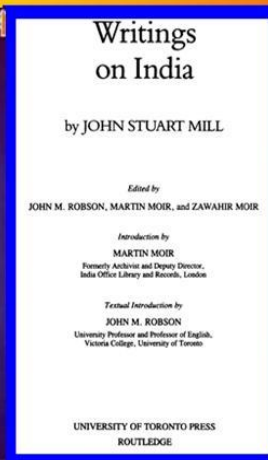 Writings
on India
by JOHN STUART MILL
Edited by
JOHN M. ROBSON, MARTIN MOIR, and ZAWAHIR MOIR
Introduction by
MARTIN MOIR
Formerly Archivist and Deputy Director,
India Office Library and Records, London
Textual Introduction by
JOHN M. ROBSON
University Professor and Professor of English,
Victoria College, University of Toronto
UNIVERSITY OF TORONTO PRESS
ROUTLEDGE